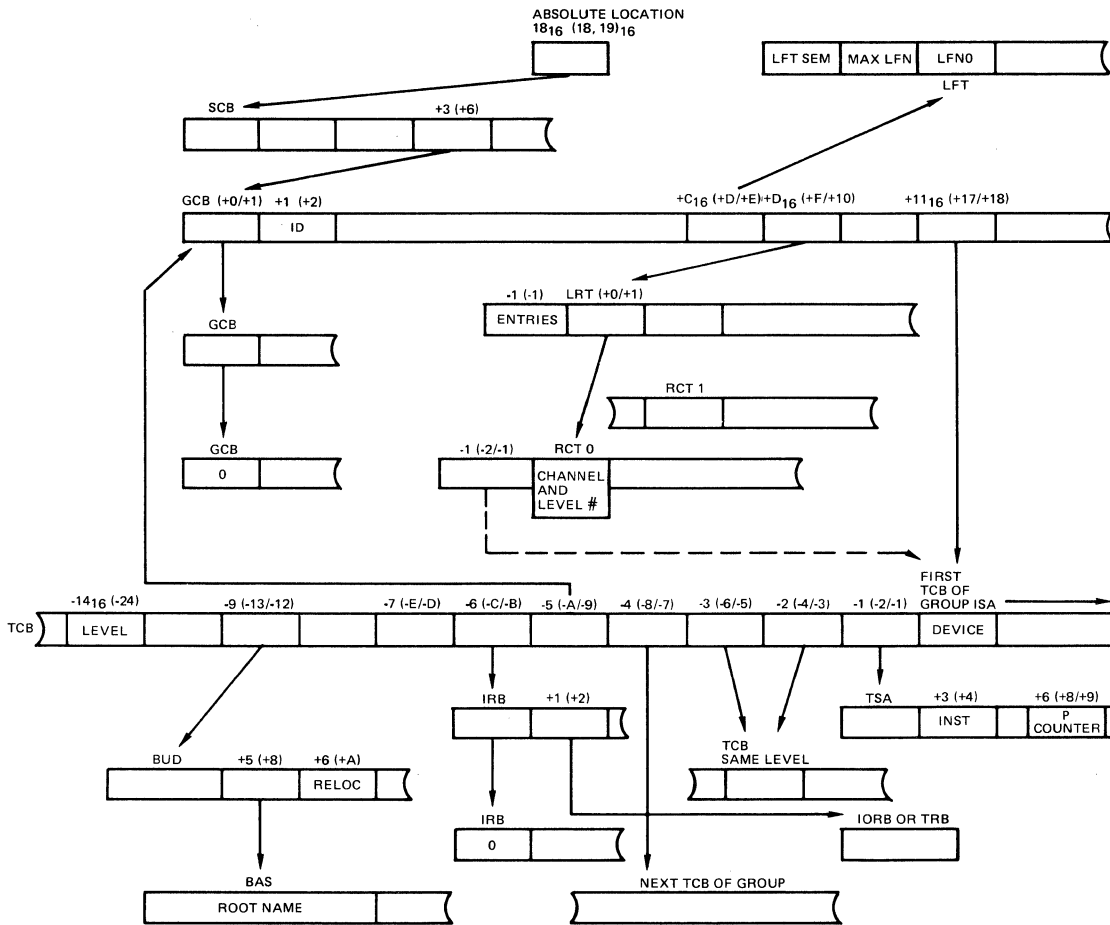 ABSOLUTE LOCATION
18₁₆ (18, 19)₁₆
LFT SEM MAX LFN LFN0
LFT
SCB +3 (+6)
GCB (+0/+1) +1 (+2) +C₁₆ (+D/+E) +D₁₆ (+F/+10) +11₁₆ (+17/+18)
ID
-1 (-1) LRT (+0/+1)
ENTRIES
GCB
RCT 1
GCB
0
-1 (-2/-1) RCT 0
CHANNEL
AND
LEVEL #
FIRST
TCB OF
GROUP ISA
-14₁₆ (-24) -9 (-13/-12) -7 (-E/-D) -6 (-C/-B) -5 (-A/-9) -4 (-8/-7) -3 (-6/-5) -2 (-4/-3) -1 (-2/-1)
TCB LEVEL DEVICE
IRB +1 (+2)
TSA +3 (+4) +6 (+8/+9)
INST P
COUNTER
TCB
SAME LEVEL
BUD +5 (+8) +6 (+A)
RELOC
IRB
0
IORB OR TRB
BAS
ROOT NAME
NEXT TCB OF GROUP